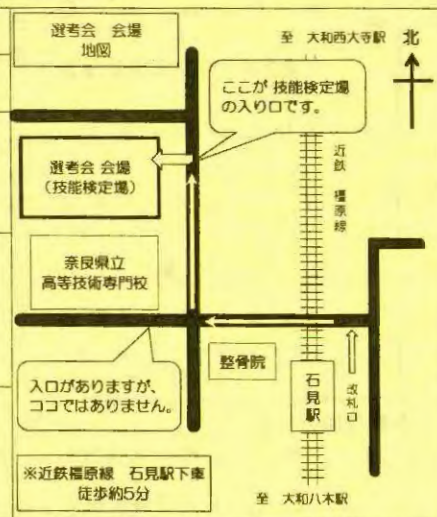 選考会 会場
地図
至 大和西大寺駅
北
ここが 技能検定場
の入り口です。
選考会 会場
(技能検定場)
近鉄 橿原線
奈良県立
高等技術専門校
整骨院
石見駅
改札口
入口がありますが、
ココではありません。
※近鉄橿原線 石見駅下車
徒歩約5分
至 大和八木駅